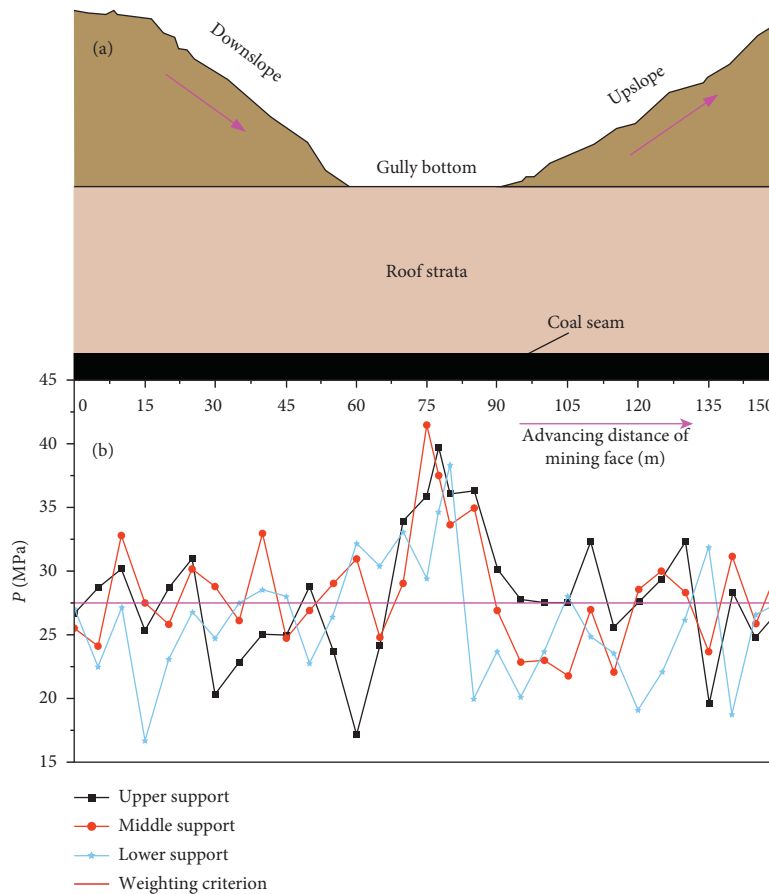 (a)
Downslope
Upslope
Gully bottom
Roof strata
Coal seam
45
0 15 30 45 60 75 90 105 120 135 150
40
(b)
Advancing distance of
mining face (m)
35
P (MPa)
30
25
20
15
Upper support
Middle support
Lower support
Weighting criterion